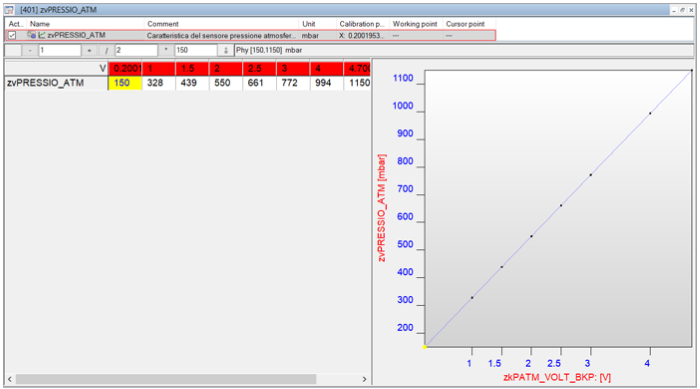 [401] zvPRESSIO_ATM
Act.. Name Comment Unit Calibration p... Working point Cursor point
zvPRESSIO_ATM Caratteristica del sensore pressione atmosfer... mbar X: 0.2001953... --- ---
- 1 + / 2 * 150 Phy [150,1150] mbar
V 0.2001 1 1.5 2 2.5 3 4 4.700
zvPRESSIO_ATM 150 328 439 550 661 772 994 1150
1100
1000
900
800
700
600
500
400
300
200
zvPRESSIO_ATM [mbar]
1 1.5 2 2.5 3 4
zkPATM_VOLT_BKP: [V]